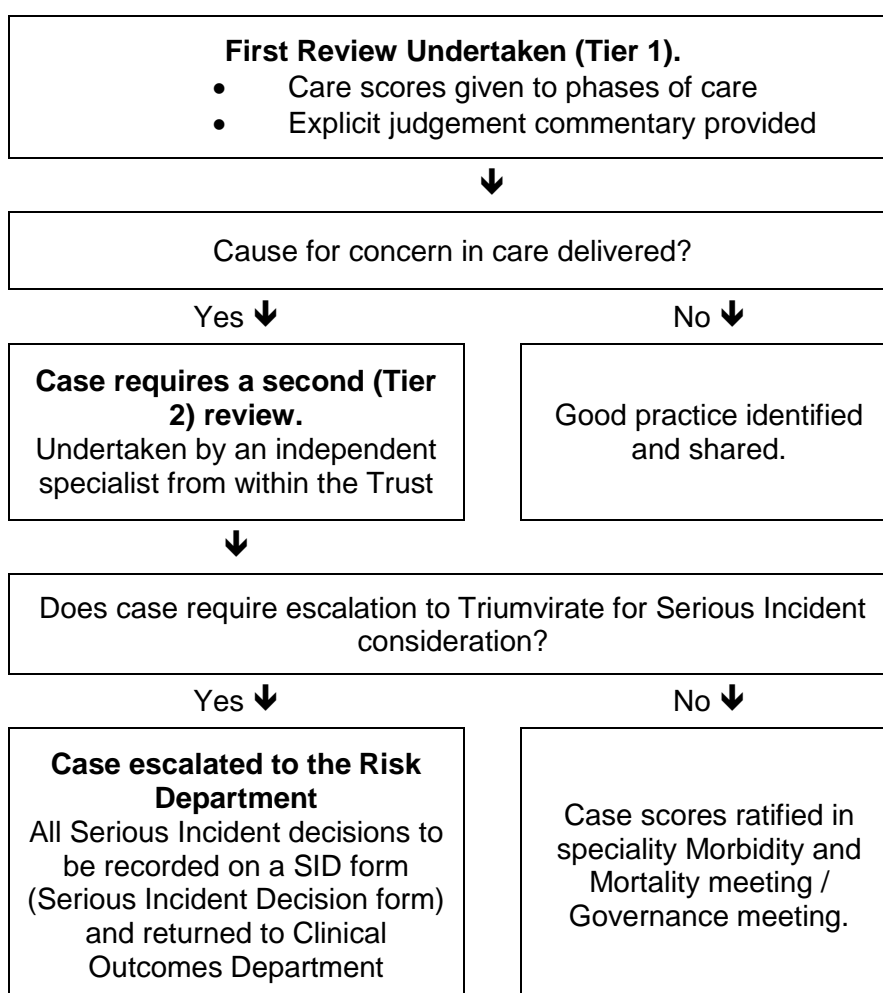 First Review Undertaken (Tier 1).
• Care scores given to phases of care
• Explicit judgement commentary provided
Cause for concern in care delivered?
Yes
No
Case requires a second (Tier
2) review.
Undertaken by an independent
specialist from within the Trust
Good practice identified
and shared.
Does case require escalation to Triumvirate for Serious Incident
consideration?
Yes
No
Case escalated to the Risk
Department
All Serious Incident decisions to
be recorded on a SID form
(Serious Incident Decision form)
and returned to Clinical
Outcomes Department
Case scores ratified in
speciality Morbidity and
Mortality meeting /
Governance meeting.